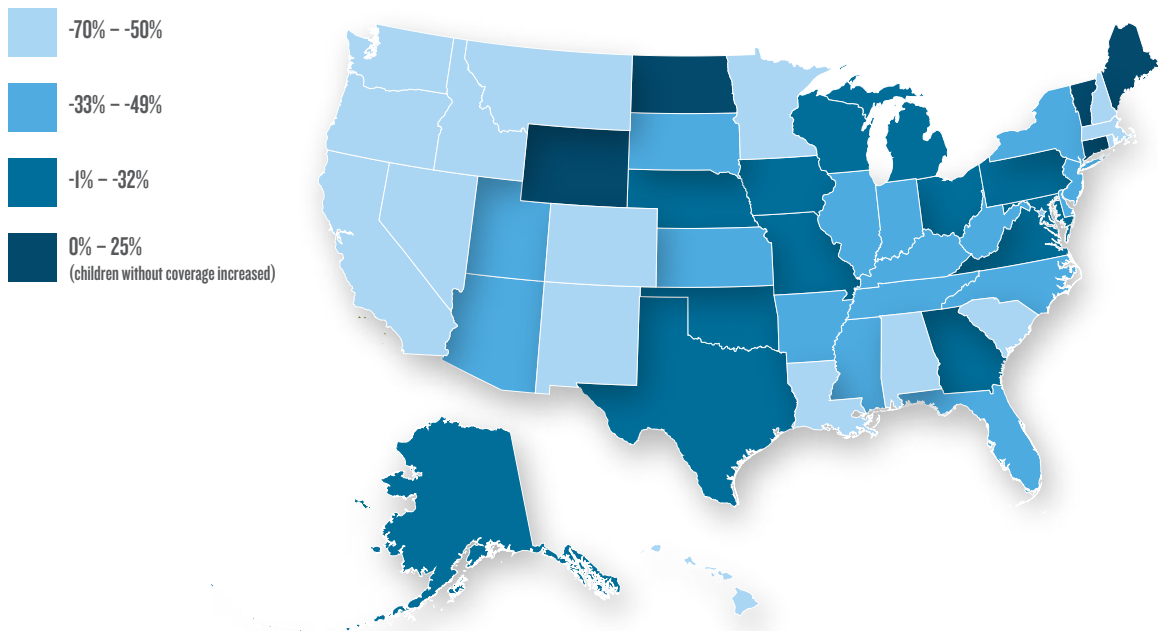 -70% – -50%
-33% – -49%
-1% – -32%
0% – 25%
(children without coverage increased)